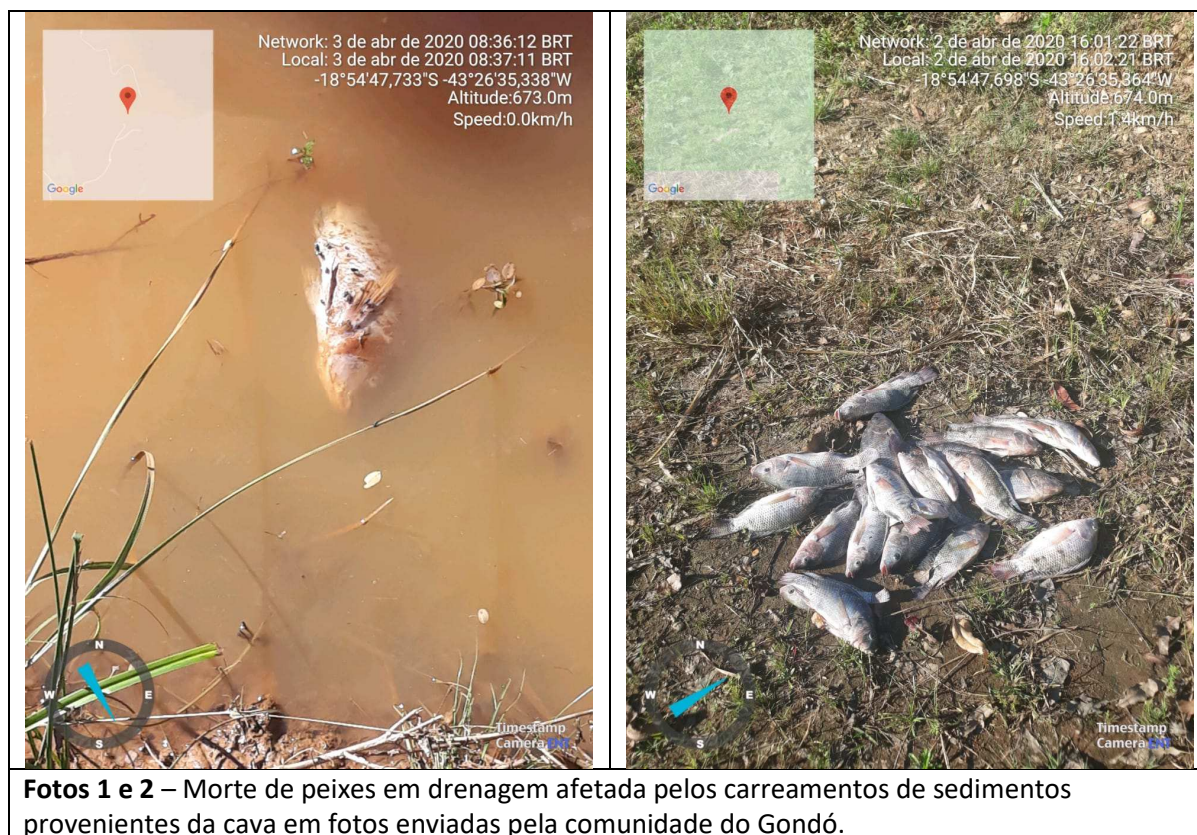 Network: 3 de abr de 2020 08:36:12 BRT
Local: 3 de abr de 2020 08:37:11 BRT
-18°54'47,733"S -43°26'35,338"W
Altitude:673.0m
Speed:0.0km/h
Google
N
W
E
S
Timestamp
Camera ENT
Network: 2 de abr de 2020 16:01:22 BRT
Local: 2 de abr de 2020 16:02:21 BRT
-18°54'47,698"S -43°26'35,364"W
Altitude:674.0m
Speed:1.4km/h
Google
N
W
E
S
Timestamp
Camera ENT
Fotos 1 e 2 – Morte de peixes em drenagem afetada pelos carreamentos de sedimentos
provenientes da cava em fotos enviadas pela comunidade do Gondó.